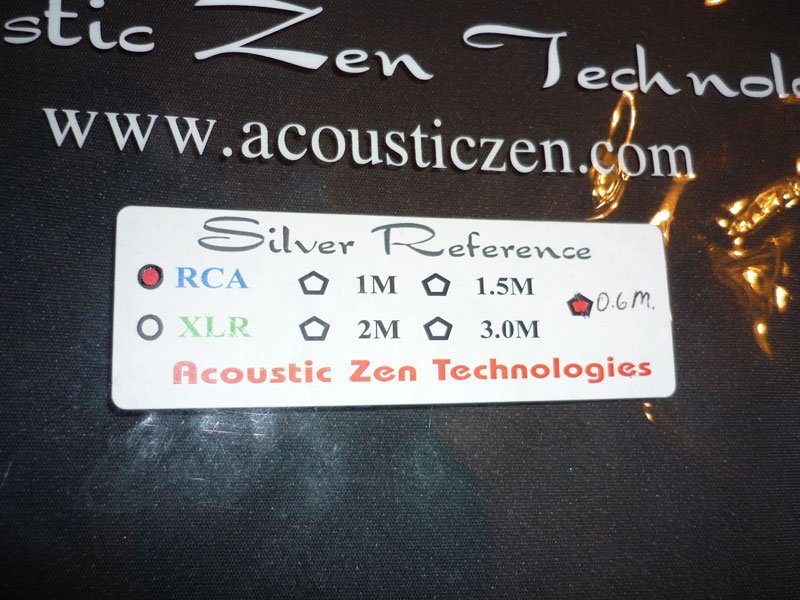 stic Zen Technolo
www.acousticzen.com
Silver Reference
RCA 1M 1.5M 0.6M.
XLR 2M 3.0M
Acoustic Zen Technologies